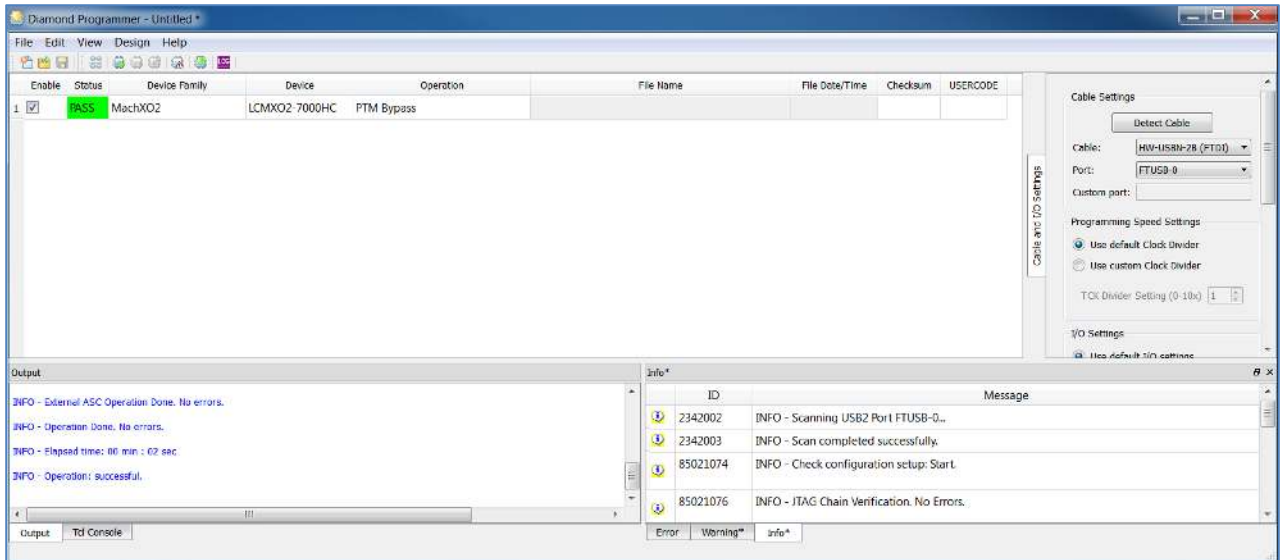 Diamond Programmer - Untitled *
File Edit View Design Help
LOG
Enable Status Device Family Device Operation File Name File Date/Time Checksum USERCODE
1 PASS MachXO2 LCMXO2-7000HC PTM Bypass
Cable and I/O Settings
Cable Settings
Detect Cable
Cable: HW-USBN-2B (FTDI)
Port: FTUSB-0
Custom port:
Programming Speed Settings
Use default Clock Divider
Use custom Clock Divider
TCK Divider Setting (0-10x) 1
I/O Settings
Use default I/O settings
Output
INFO - External ASC Operation Done. No errors.
INFO - Operation Done. No errors.
INFO - Elapsed time: 00 min : 02 sec
INFO - Operation: successful.
Output Tcl Console
Info*
ID Message
2342002 INFO - Scanning USB2 Port FTUSB-0...
2342003 INFO - Scan completed successfully.
85021074 INFO - Check configuration setup: Start.
85021076 INFO - JTAG Chain Verification. No Errors.
Error Warning* Info*